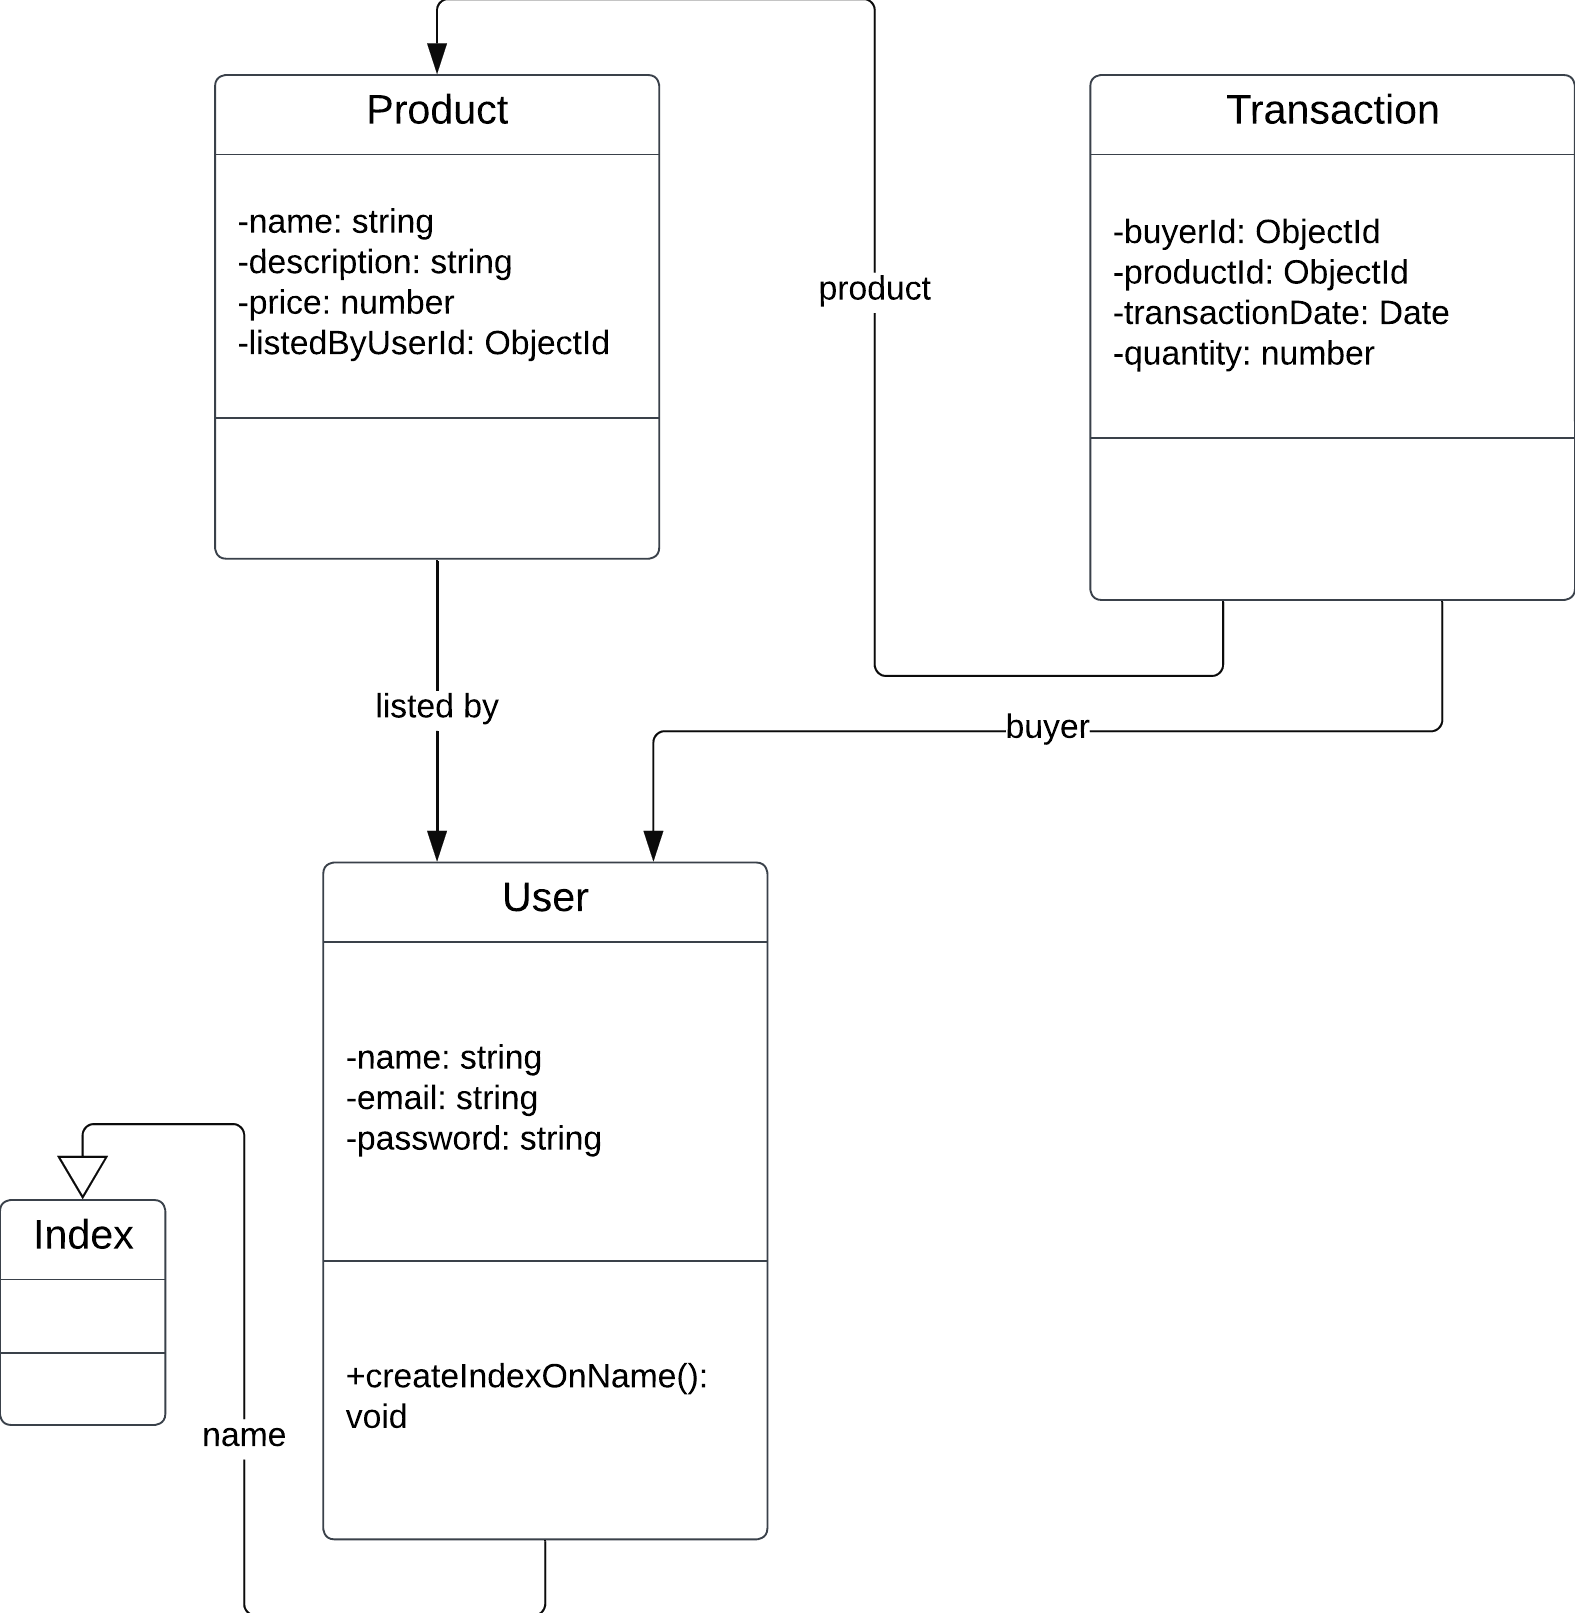 Product
-name: string
-description: string
-price: number
-listedByUserId: ObjectId
Transaction
-buyerId: ObjectId
-productId: ObjectId
-transactionDate: Date
-quantity: number
product
listed by
buyer
User
-name: string
-email: string
-password: string
+createIndexOnName():
void
Index
name